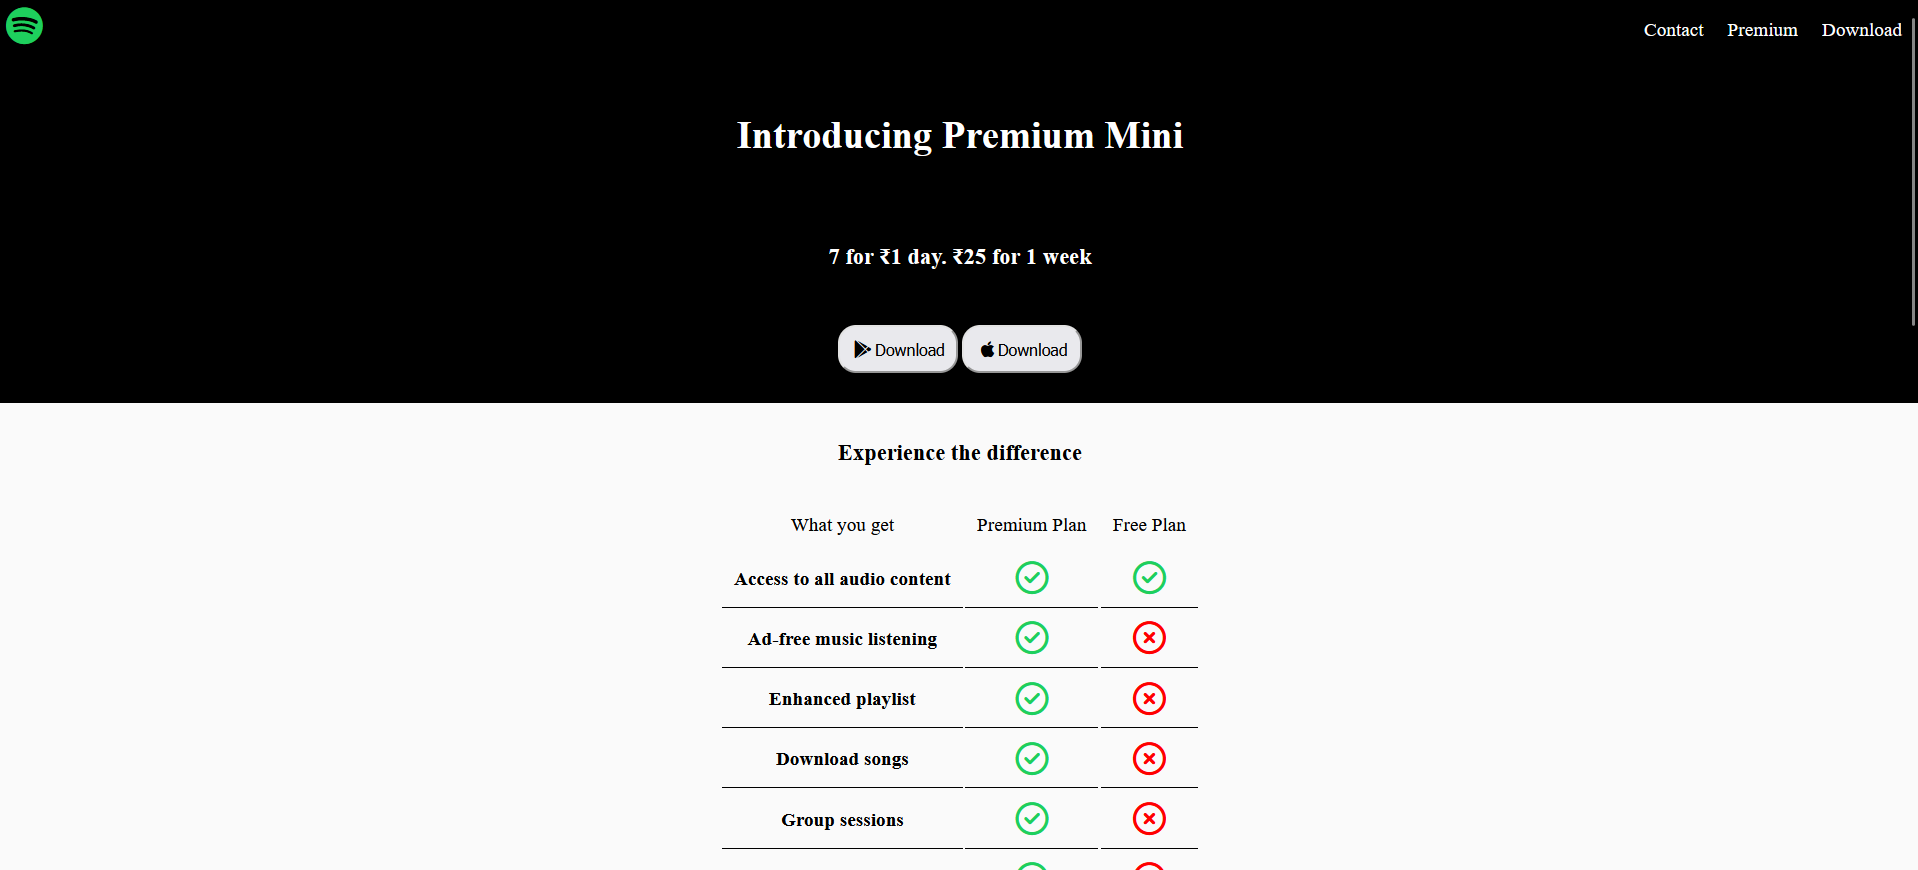 Contact Premium Download
Introducing Premium Mini
7 for ₹1 day. ₹25 for 1 week
Download Download
Experience the difference
What you get Premium Plan Free Plan
Access to all audio content
Ad-free music listening
Enhanced playlist
Download songs
Group sessions